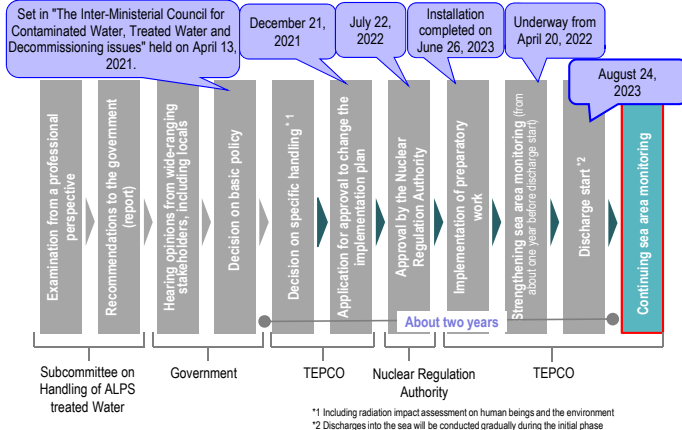 Set in "The Inter-Ministerial Council for
Contaminated Water, Treated Water and
Decommissioning issues" held on April 13,
2021.
December 21,
2021
July 22,
2022
Installation
completed on
June 26, 2023
Underway from
April 20, 2022
August 24,
2023
Examination from a professional
perspective
Recommendations to the government
(report)
Hearing opinions from wide-ranging
stakeholders, including locals
Decision on basic policy
Decision on specific handling *1
Application for approval to change the
implementation plan
Approval by the Nuclear
Regulation Authority
Implementation of preparatory
work
Strengthening sea area monitoring (from
about one year before discharge start)
Discharge start *2
Continuing sea area monitoring
About two years
Subcommittee on
Handling of ALPS
treated Water
Government
TEPCO
Nuclear Regulation
Authority
TEPCO
*1 Including radiation impact assessment on human beings and the environment
*2 Discharges into the sea will be conducted gradually during the initial phase